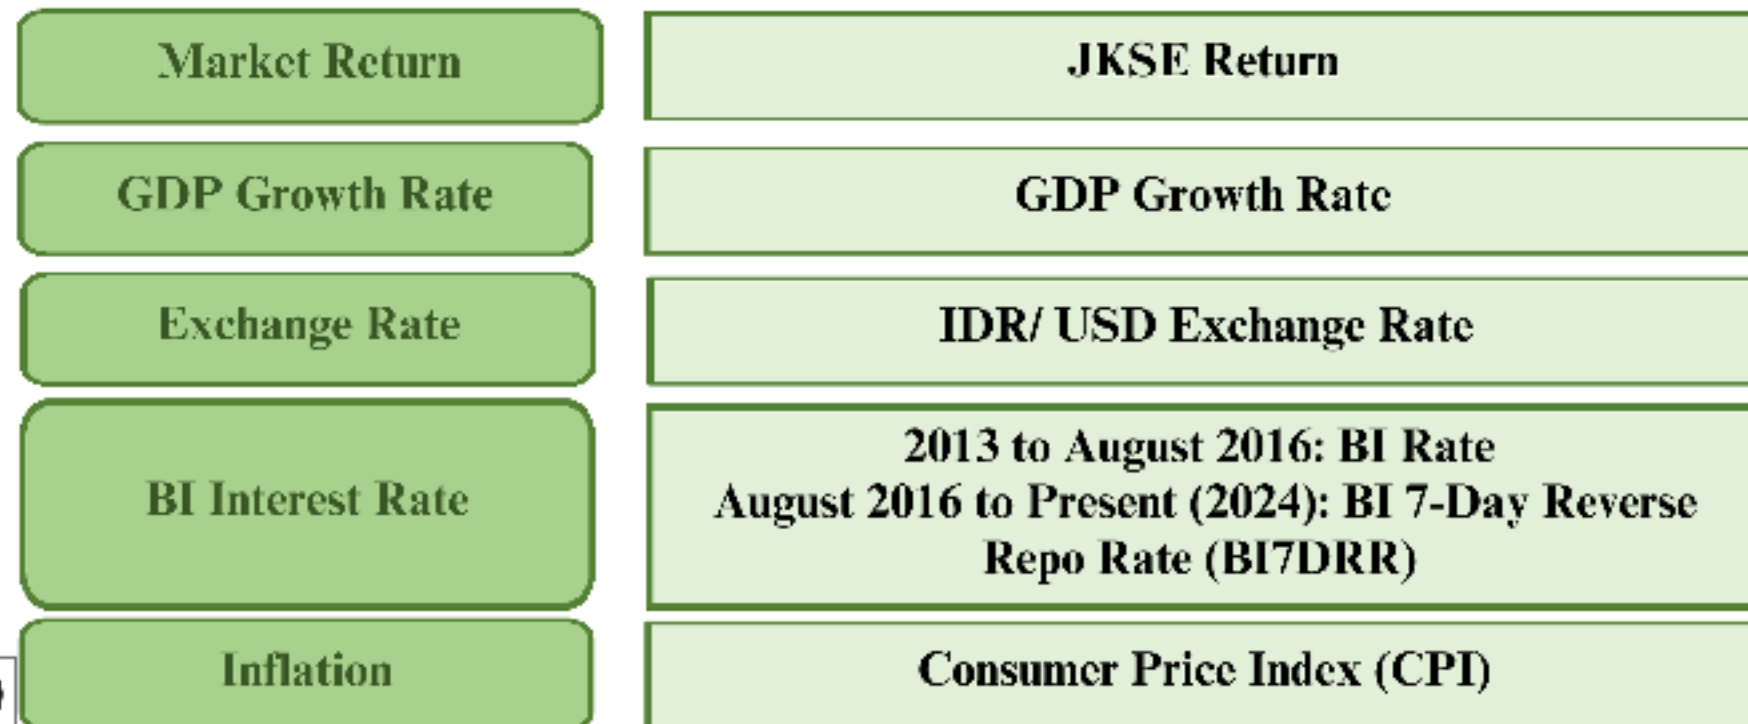 Market Return
JKSE Return
GDP Growth Rate
GDP Growth Rate
Exchange Rate
IDR/ USD Exchange Rate
BI Interest Rate
2013 to August 2016: BI Rate
August 2016 to Present (2024): BI 7-Day Reverse
Repo Rate (BI7DRR)
Inflation
Consumer Price Index (CPI)